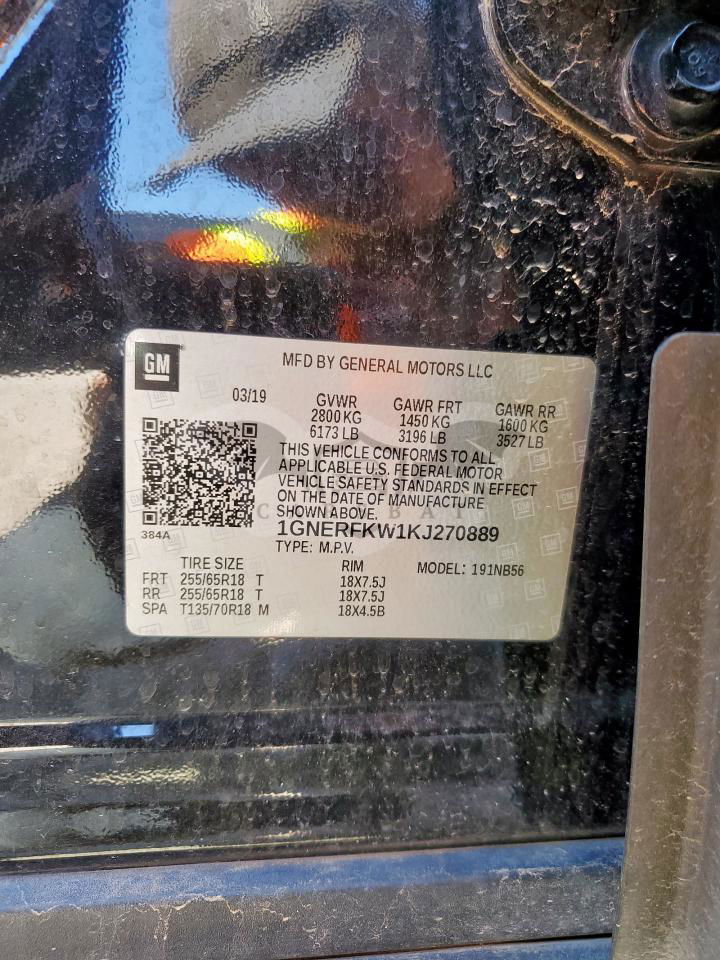 GM
MFD BY GENERAL MOTORS LLC
03/19 GVWR GAWR FRT GAWR RR
2800 KG 1450 KG 1600 KG
6173 LB 3196 LB 3527 LB
THIS VEHICLE CONFORMS TO ALL
APPLICABLE U.S. FEDERAL MOTOR
VEHICLE SAFETY STANDARDS IN EFFECT
ON THE DATE OF MANUFACTURE
SHOWN ABOVE.
384A
1GNERFKW1KJ270889
TYPE: M.P.V.
TIRE SIZE RIM MODEL: 191NB56
FRT 255/65R18 T 18X7.5J
RR 255/65R18 T 18X7.5J
SPA T135/70R18 M 18X4.5B